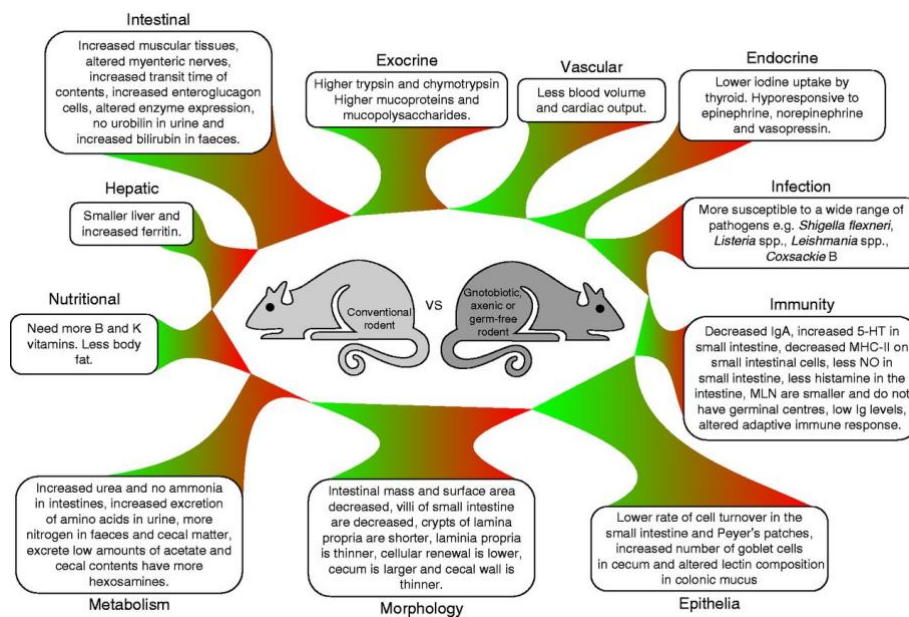 Intestinal
Increased muscular tissues,
altered myenteric nerves,
increased transit time of
contents, increased enteroglucagon
cells, altered enzyme expression,
no urobilin in urine and
increased bilirubin in faeces.
Exocrine
Higher trypsin and chymotrypsin
Higher mucoproteins and
mucopolysaccharides.
Vascular
Less blood volume
and cardiac output.
Endocrine
Lower iodine uptake by
thyroid. Hyporesponsive to
epinephrine, norepinephrine
and vasopressin.
Hepatic
Smaller liver and
increased ferritin.
Infection
More susceptible to a wide range of
pathogens e.g. Shigella flexneri,
Listeria spp., Leishmania spp.,
Coxsackie B
Nutritional
Need more B and K
vitamins. Less body
fat.
Conventional
rodent
VS
Gnotobiotic,
axenic or
germ-free
rodent
Immunity
Decreased IgA, increased 5-HT in
small intestine, decreased MHC-II on
small intestinal cells, less NO in
small intestine, less histamine in the
intestine, MLN are smaller and do not
have germinal centres, low Ig levels,
altered adaptive immune response.
Increased urea and no ammonia
in intestines, increased excretion
of amino acids in urine, more
nitrogen in faeces and cecal matter,
excrete low amounts of acetate and
cecal contents have more
hexosamines.
Metabolism
Intestinal mass and surface area
decreased, villi of small intestine
are decreased, crypts of lamina
propria are shorter, laminia propria
is thinner, cellular renewal is lower,
cecum is larger and cecal wall is
thinner.
Morphology
Lower rate of cell turnover in the
small intestine and Peyer's patches,
increased number of goblet cells
in cecum and altered lectin composition
in colonic mucus
Epithelia